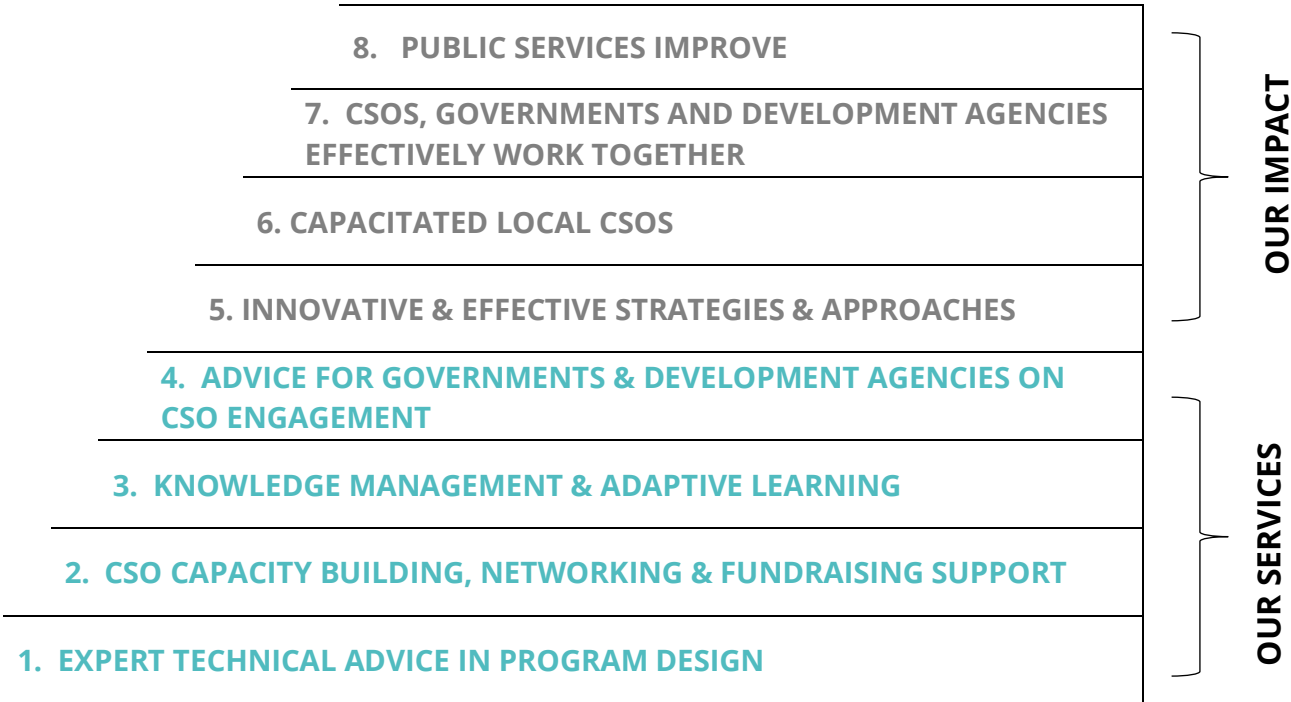 8. PUBLIC SERVICES IMPROVE
7. CSOS, GOVERNMENTS AND DEVELOPMENT AGENCIES
EFFECTIVELY WORK TOGETHER
6. CAPACITATED LOCAL CSOS
5. INNOVATIVE & EFFECTIVE STRATEGIES & APPROACHES
OUR IMPACT
4. ADVICE FOR GOVERNMENTS & DEVELOPMENT AGENCIES ON
CSO ENGAGEMENT
3. KNOWLEDGE MANAGEMENT & ADAPTIVE LEARNING
2. CSO CAPACITY BUILDING, NETWORKING & FUNDRAISING SUPPORT
1. EXPERT TECHNICAL ADVICE IN PROGRAM DESIGN
OUR SERVICES